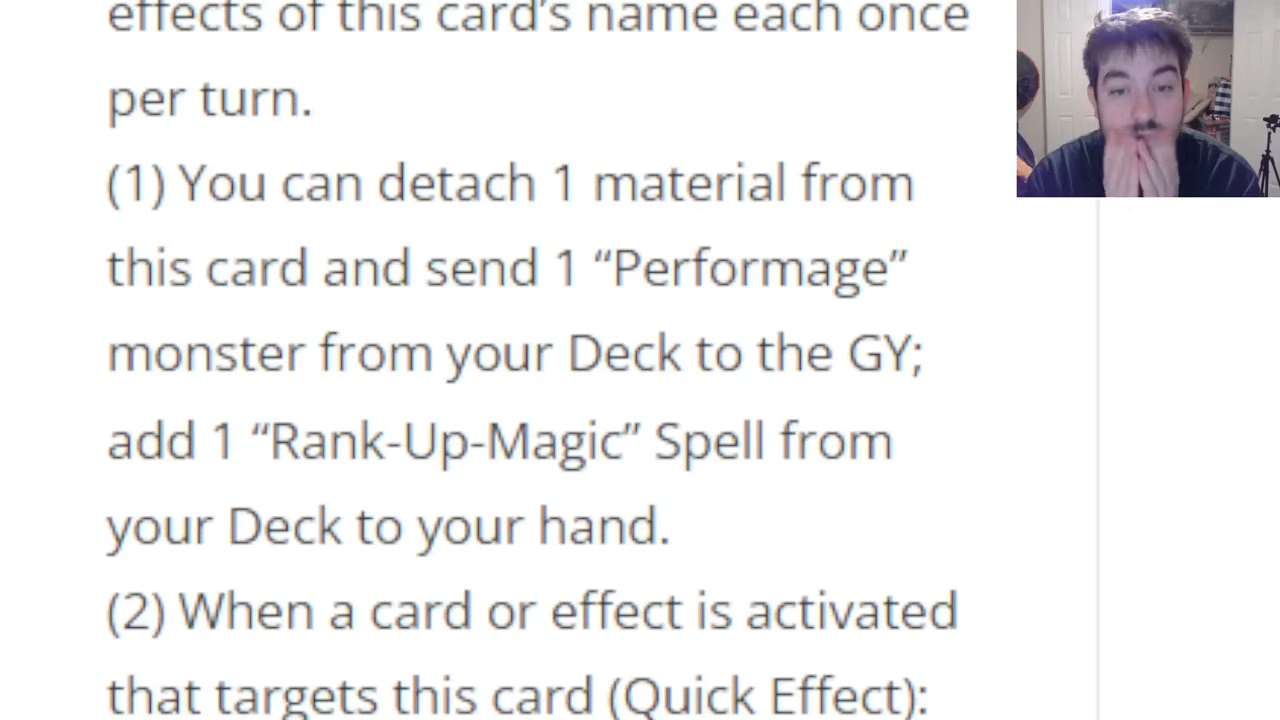 effects of this card’s name each once
per turn.
(1) You can detach 1 material from
this card and send 1 “Performage”
monster from your Deck to the GY;
add 1 “Rank-Up-Magic” Spell from
your Deck to your hand.
(2) When a card or effect is activated
that targets this card (Quick Effect):